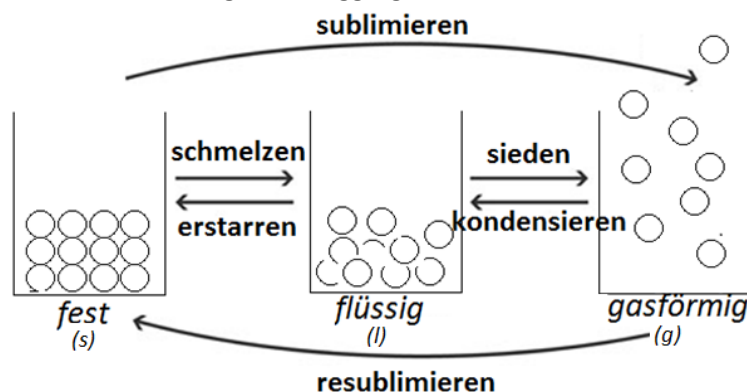 sublimieren
schmelzen
sieden
erstarren
kondensieren
fest
flüssig
gasförmig
(s)
(l)
(g)
resublimieren